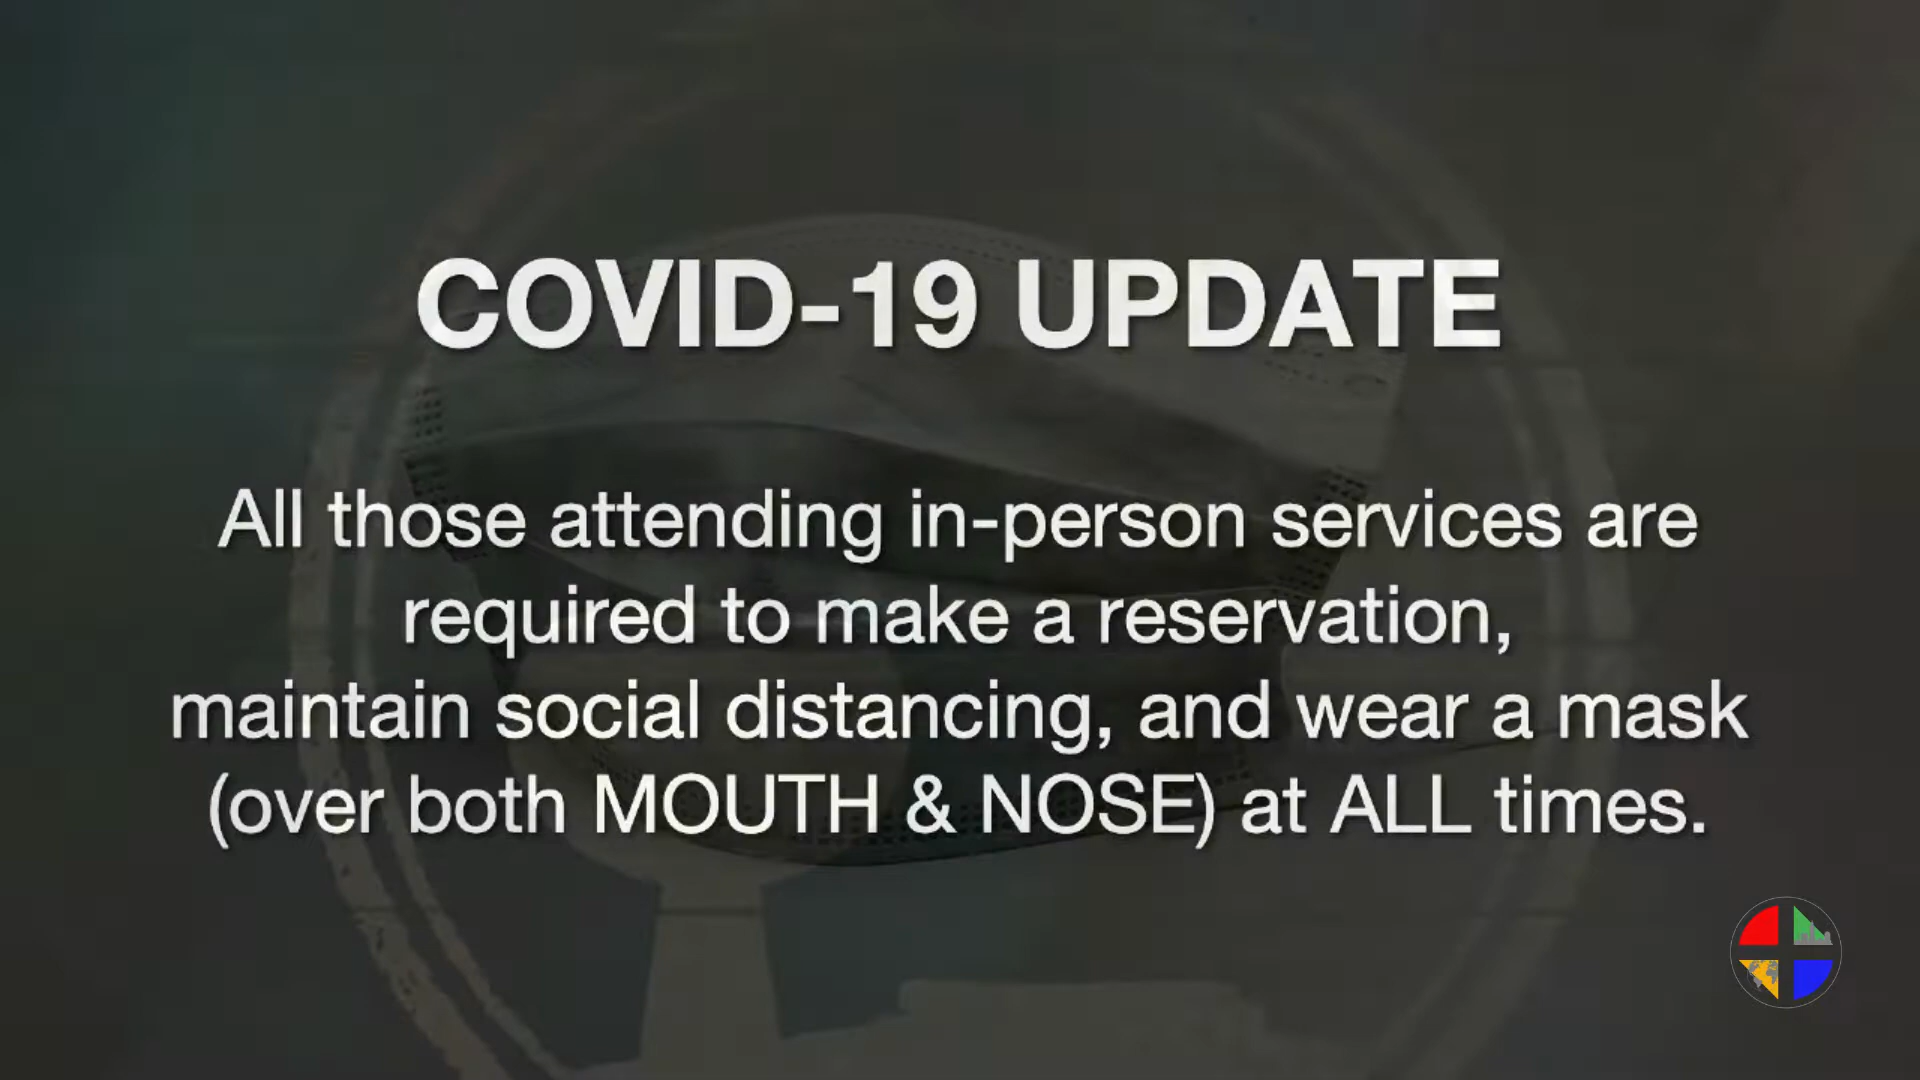 COVID-19 UPDATE
All those attending in-person services are
required to make a reservation,
maintain social distancing, and wear a mask
(over both MOUTH & NOSE) at ALL times.